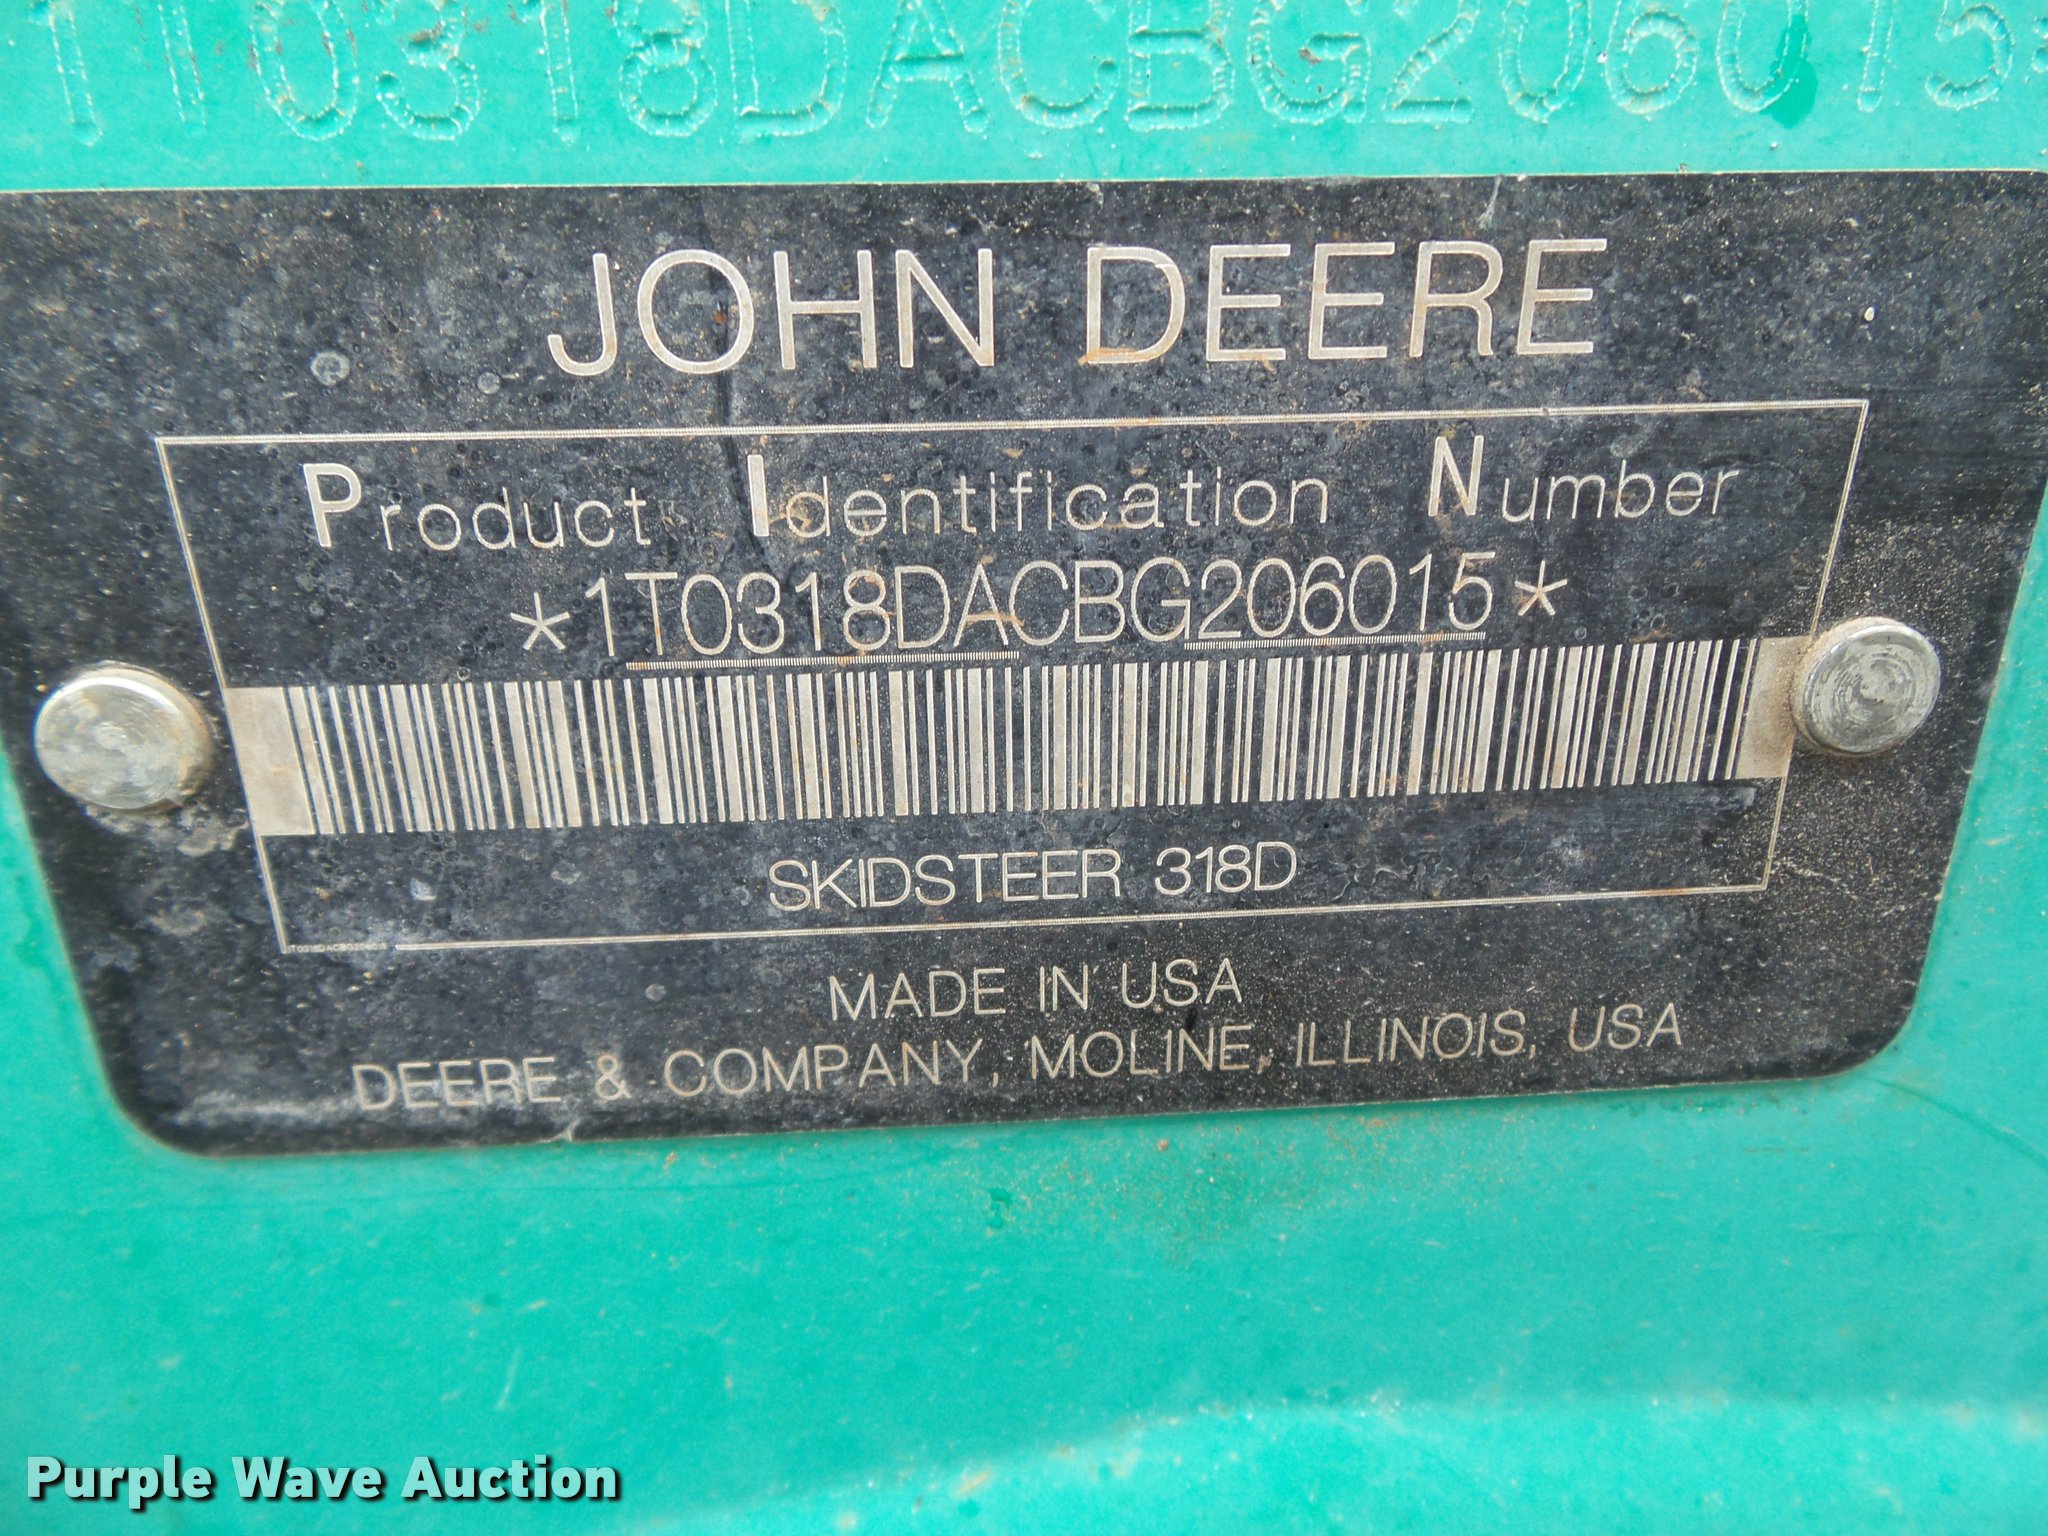 1T0318DACBG206015*
JOHN DEERE
Product Identification Number
*1T0318DACBG206015*
SKIDSTEER 318D
1T0318DACBG206015
MADE IN USA
DEERE & COMPANY, MOLINE, ILLINOIS, USA
Purple Wave Auction